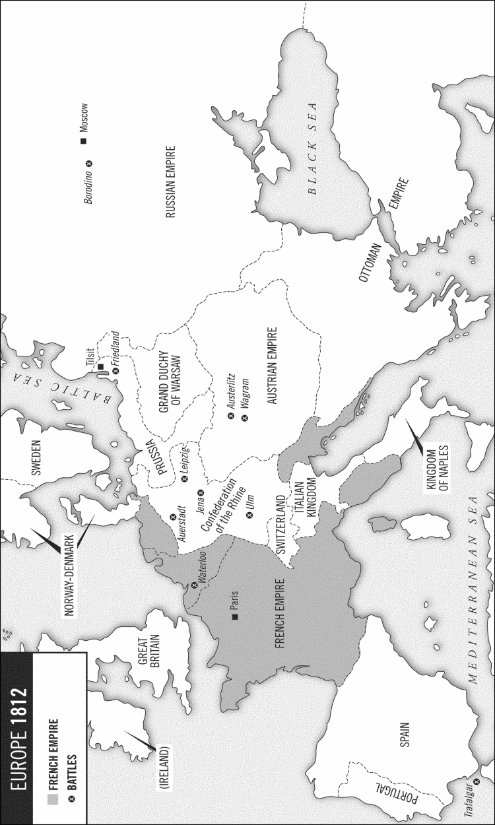 EUROPE 1812
FRENCH EMPIRE
BATTLES
NORWAY-DENMARK
SWEDEN
BALTIC SEA
Tilsit
Friedland
Borodino
Moscow
RUSSIAN EMPIRE
(IRELAND)
GREAT
BRITAIN
PRUSSIA
GRAND DUCHY
OF WARSAW
Waterloo
Auerstadt
Jena
Leipzig
Confederation
of the Rhine
Paris
Ulm
Austerlitz
Wagram
AUSTRIAN EMPIRE
FRENCH EMPIRE
SWITZERLAND
ITALIAN
KINGDOM
BLACK SEA
OTTOMAN
EMPIRE
SPAIN
PORTUGAL
Trafalgar
KINGDOM
OF NAPLES
MEDITERRANEAN SEA